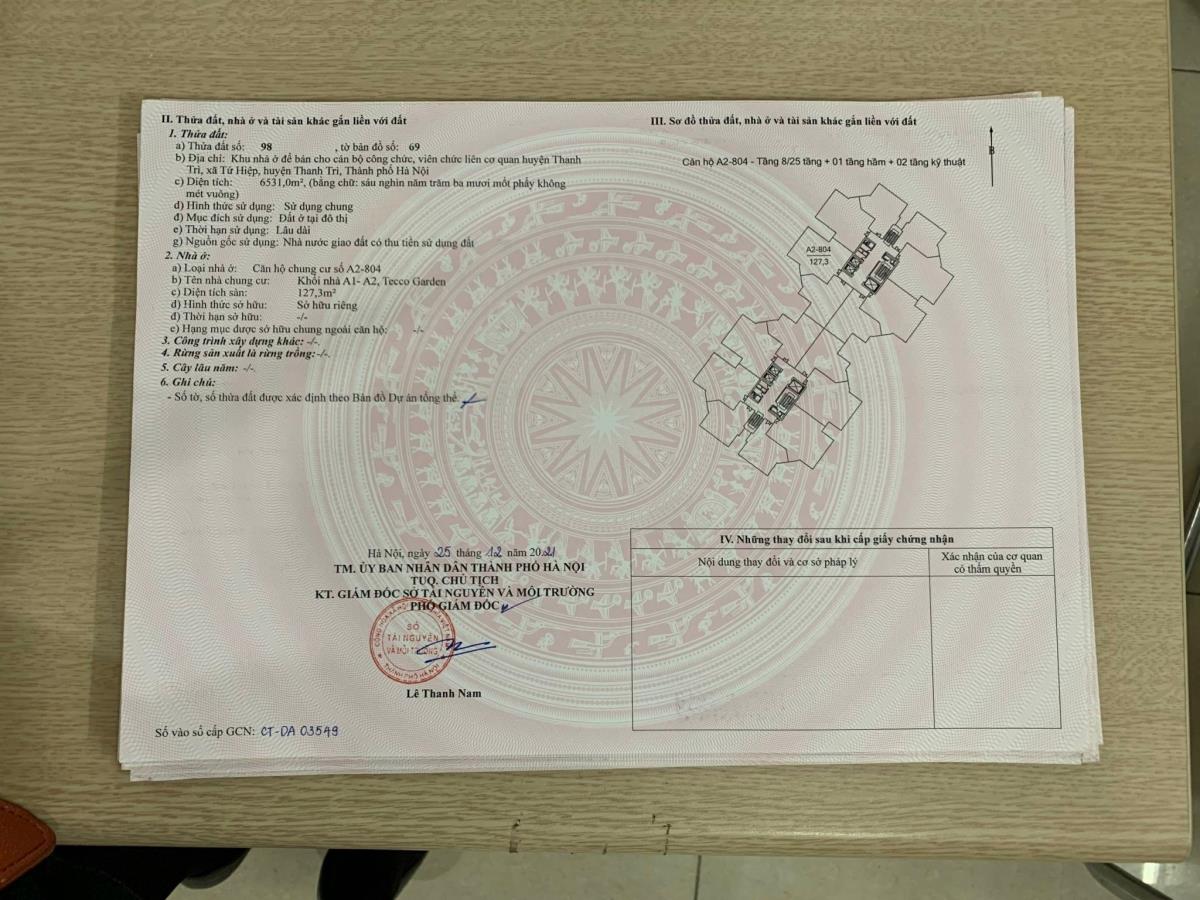 II. Thửa đất, nhà ở và tài sản khác gắn liền với đất
1. Thửa đất:
a) Thửa đất số: 98 , tờ bản đồ số: 69
b) Địa chỉ: Khu nhà ở để bán cho cán bộ công chức, viên chức liên cơ quan huyện Thanh
Trì, xã Tứ Hiệp, huyện Thanh Trì, Thành phố Hà Nội
c) Diện tích: 6531,0m², (bằng chữ: sáu nghìn năm trăm ba mươi mốt phẩy không
mét vuông)
d) Hình thức sử dụng: Sử dụng chung
đ) Mục đích sử dụng: Đất ở tại đô thị
e) Thời hạn sử dụng: Lâu dài
g) Nguồn gốc sử dụng: Nhà nước giao đất có thu tiền sử dụng đất
2. Nhà ở:
a) Loại nhà ở: Căn hộ chung cư số A2-804
b) Tên nhà chung cư: Khối nhà A1- A2, Tecco Garden
c) Diện tích sàn: 127,3m²
d) Hình thức sở hữu: Sở hữu riêng
đ) Thời hạn sở hữu: -/-
e) Hạng mục được sở hữu chung ngoài căn hộ: -/-
3. Công trình xây dựng khác: -/-.
4. Rừng sản xuất là rừng trồng:-/-.
5. Cây lâu năm: -/-.
6. Ghi chú:
- Số tờ, số thửa đất được xác định theo Bản đồ Dự án tổng thể.
Hà Nội, ngày 25 tháng 12 năm 2021
TM. ỦY BAN NHÂN DÂN THÀNH PHỐ HÀ NỘI
TUQ. CHỦ TỊCH
KT. GIÁM ĐỐC SỞ TÀI NGUYÊN VÀ MÔI TRƯỜNG
PHÓ GIÁM ĐỐC
SỞ
TÀI NGUYÊN
VÀ MÔI TRƯỜNG
THÀNH PHỐ HÀ NỘI
Lê Thanh Nam
Số vào sổ cấp GCN: CT-DA 03549
III. Sơ đồ thửa đất, nhà ở và tài sản khác gắn liền với đất
B
Căn hộ A2-804 - Tầng 8/25 tầng + 01 tầng hầm + 02 tầng kỹ thuật
A2-804
127,3
IV. Những thay đổi sau khi cấp giấy chứng nhận
Nội dung thay đổi và cơ sở pháp lý
Xác nhận của cơ quan
có thẩm quyền